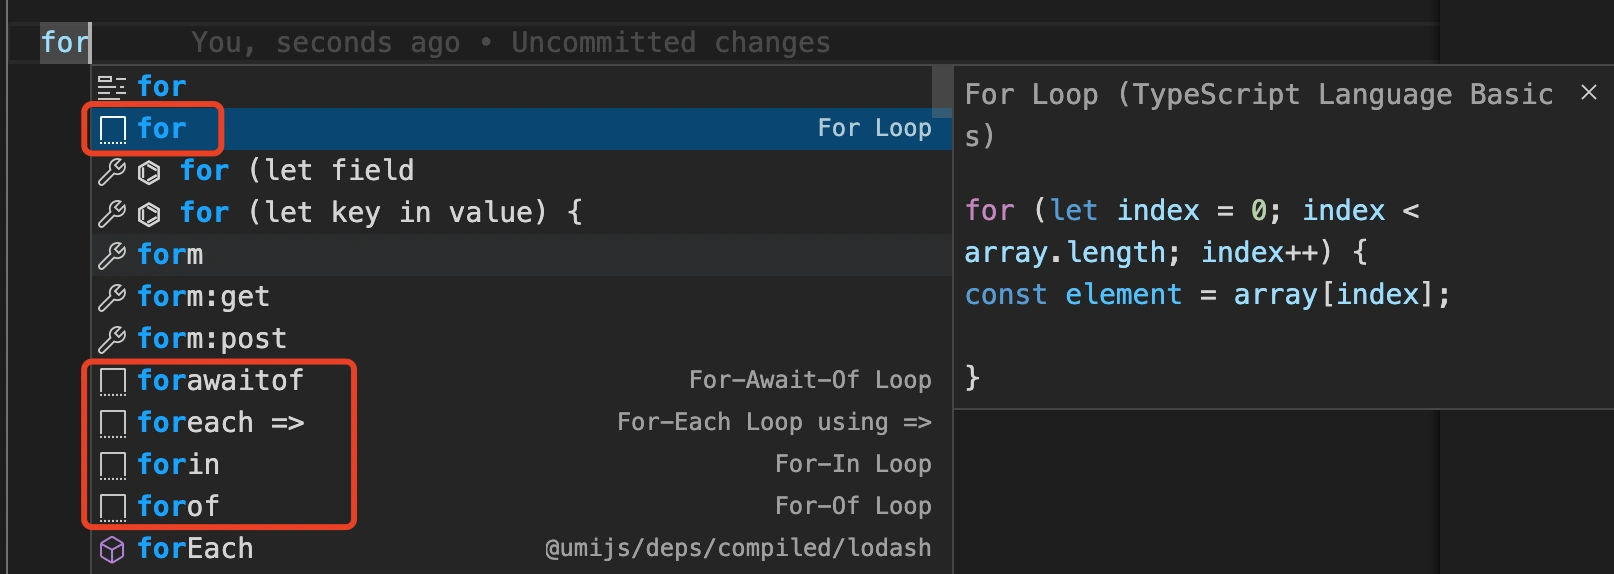 for You, seconds ago • Uncommitted changes
for
for For Loop
for (let field
for (let key in value) {
form
form:get
form:post
forawaitof For-Await-Of Loop
foreach => For-Each Loop using =>
forin For-In Loop
forof For-Of Loop
forEach @umijs/deps/compiled/lodash
For Loop (TypeScript Language Basic
s)
for (let index = 0; index <
array.length; index++) {
const element = array[index];
}